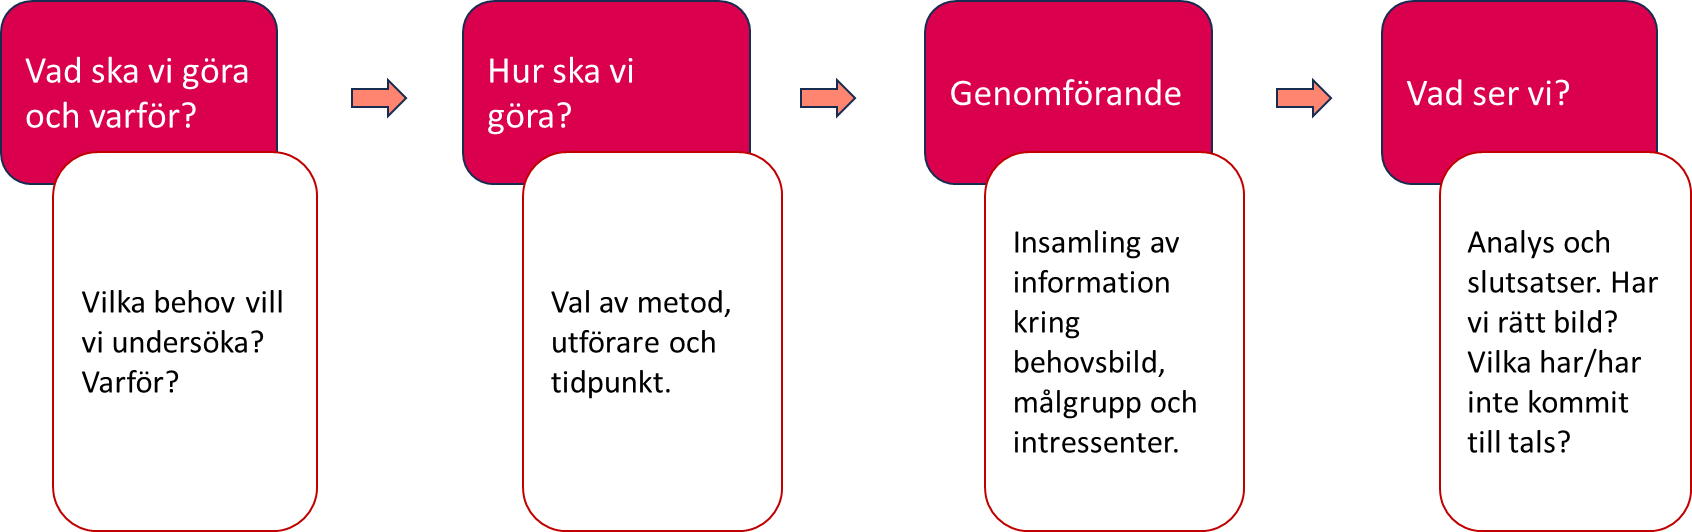 Vad ska vi göra
och varför?
Vilka behov vill
vi undersöka?
Varför?
Hur ska vi
göra?
Val av metod,
utförare och
tidpunkt.
Genomförande
Insamling av
information
kring
behovsbild,
målgrupp och
intressenter.
Vad ser vi?
Analys och
slutsatser. Har
vi rätt bild?
Vilka har/har
inte kommit
till tals?